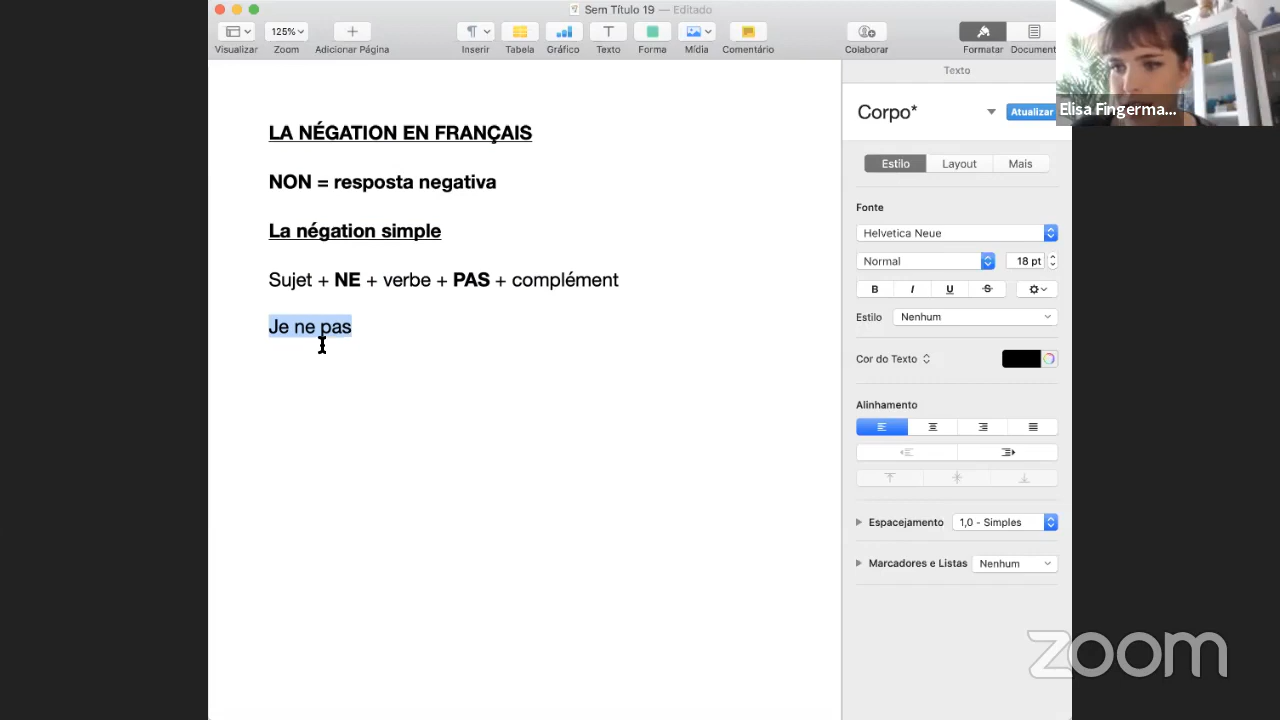 Sem Título 19 — Editado
125%
Visualizar Zoom Adicionar Página Inserir Tabela Gráfico Texto Forma Mídia Comentário Colaborar Formatar Document
Texto
Corpo*
Atualizar
Elisa Fingerma...
Estilo Layout Mais
LA NÉGATION EN FRANÇAIS
NON = resposta negativa
La négation simple
Sujet + NE + verbe + PAS + complément
Je ne pas
Fonte
Helvetica Neue
Normal 18 pt
B I U S
Estilo Nenhum
Cor do Texto
Alinhamento
Espacejamento 1,0 - Simples
Marcadores e Listas Nenhum
zoom